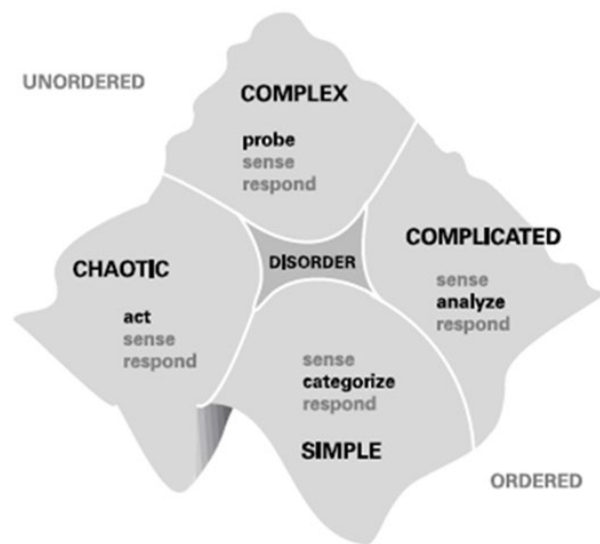 UNORDERED
COMPLEX
probe
sense
respond
COMPLICATED
sense
analyze
respond
DISORDER
CHAOTIC
act
sense
respond
sense
categorize
respond
SIMPLE
ORDERED